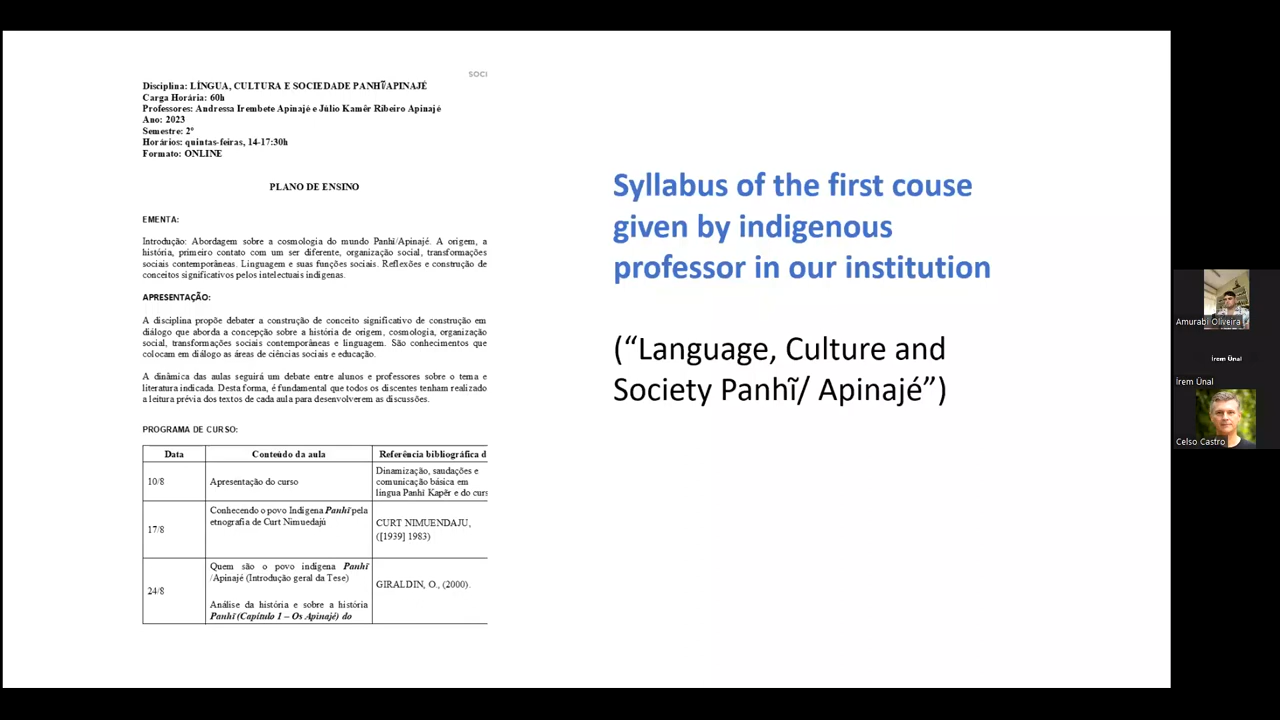 SOCI
Disciplina: LÍNGUA, CULTURA E SOCIEDADE PANHĨ/APINAJÉ
Carga Horária: 60h
Professores: Andressa Irembete Apinajé e Júlio Kamêr Ribeiro Apinajé
Ano: 2023
Semestre: 2º
Horários: quintas-feiras, 14-17:30h
Formato: ONLINE
PLANO DE ENSINO
EMENTA:
Introdução: Abordagem sobre a cosmologia do mundo Panhĩ/Apinajé. A origem, a
história, primeiro contato com um ser diferente, organização social, transformações
sociais contemporâneas. Linguagem e suas funções sociais. Reflexões e construção de
conceitos significativos pelos intelectuais indígenas.
APRESENTAÇÃO:
A disciplina propõe debater a construção de conceito significativo de construção em
diálogo que aborda a concepção sobre a história de origem, cosmologia, organização
social, transformações sociais contemporâneas e linguagem. São conhecimentos que
colocam em diálogo as áreas de ciências sociais e educação.
A dinâmica das aulas seguirá um debate entre alunos e professores sobre o tema e
literatura indicada. Desta forma, é fundamental que todos os discentes tenham realizado
a leitura prévia dos textos de cada aula para desenvolverem as discussões.
PROGRAMA DE CURSO:
Data Conteúdo da aula Referência bibliográfica d
10/8 Apresentação do curso Dinamização, saudações e
comunicação básica em
língua Panhĩ Kapẽr e do curs
17/8 Conhecendo o povo Indígena Panhĩ pela
etnografia de Curt Nimuedajú
CURT NIMUENDAJU,
([1939] 1983)
24/8 Quem são o povo indígena Panhĩ
/Apinajé (Introdução geral da Tese)
Análise da história e sobre a história
Panhĩ (Capítulo 1 – Os Apinajé) do
GIRALDIN, O., (2000).
Syllabus of the first couse
given by indigenous
professor in our institution
(“Language, Culture and
Society Panhĩ/ Apinajé”)
Amurabi Oliveira
İrem Ünal
İrem Ünal
Celso Castro